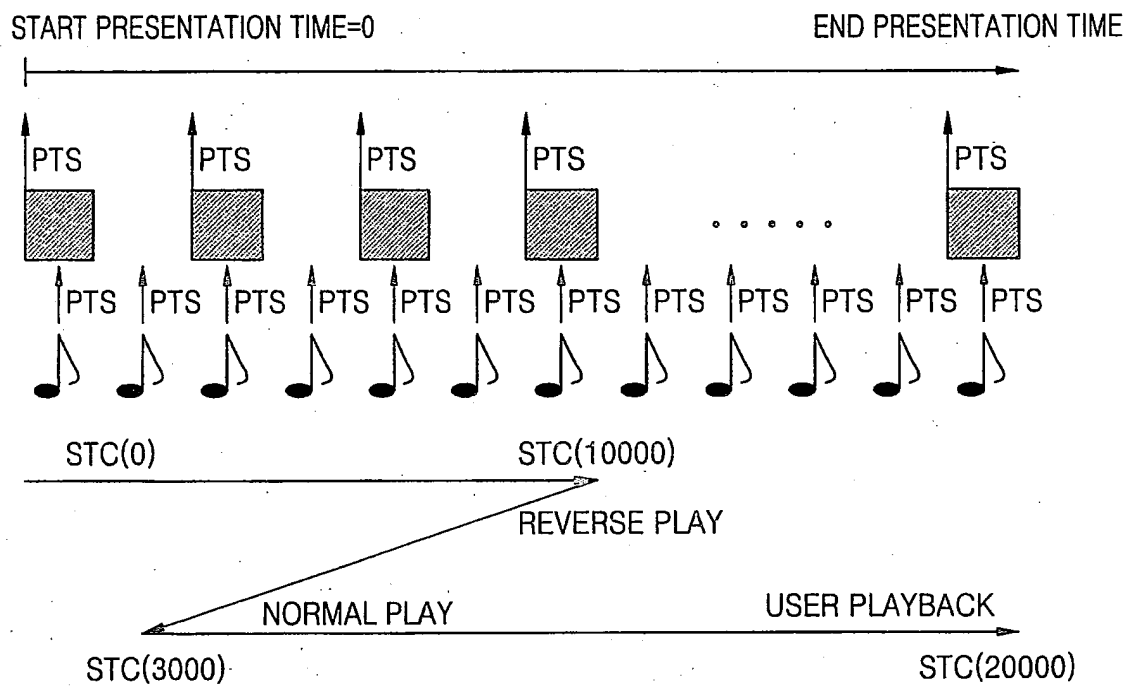 START PRESENTATION TIME=0 END PRESENTATION TIME
PTS PTS PTS PTS PTS
PTS PTS PTS PTS PTS PTS PTS PTS PTS PTS PTS PTS
STC(0) STC(10000)
REVERSE PLAY
NORMAL PLAY USER PLAYBACK
STC(3000) STC(20000)